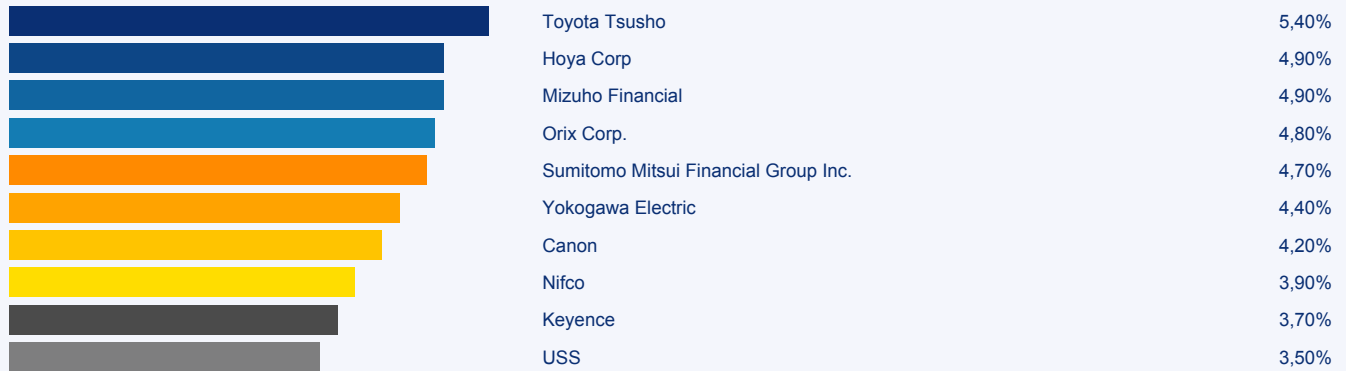 Toyota Tsusho 5,40%
Hoya Corp 4,90%
Mizuho Financial 4,90%
Orix Corp. 4,80%
Sumitomo Mitsui Financial Group Inc. 4,70%
Yokogawa Electric 4,40%
Canon 4,20%
Nifco 3,90%
Keyence 3,70%
USS 3,50%